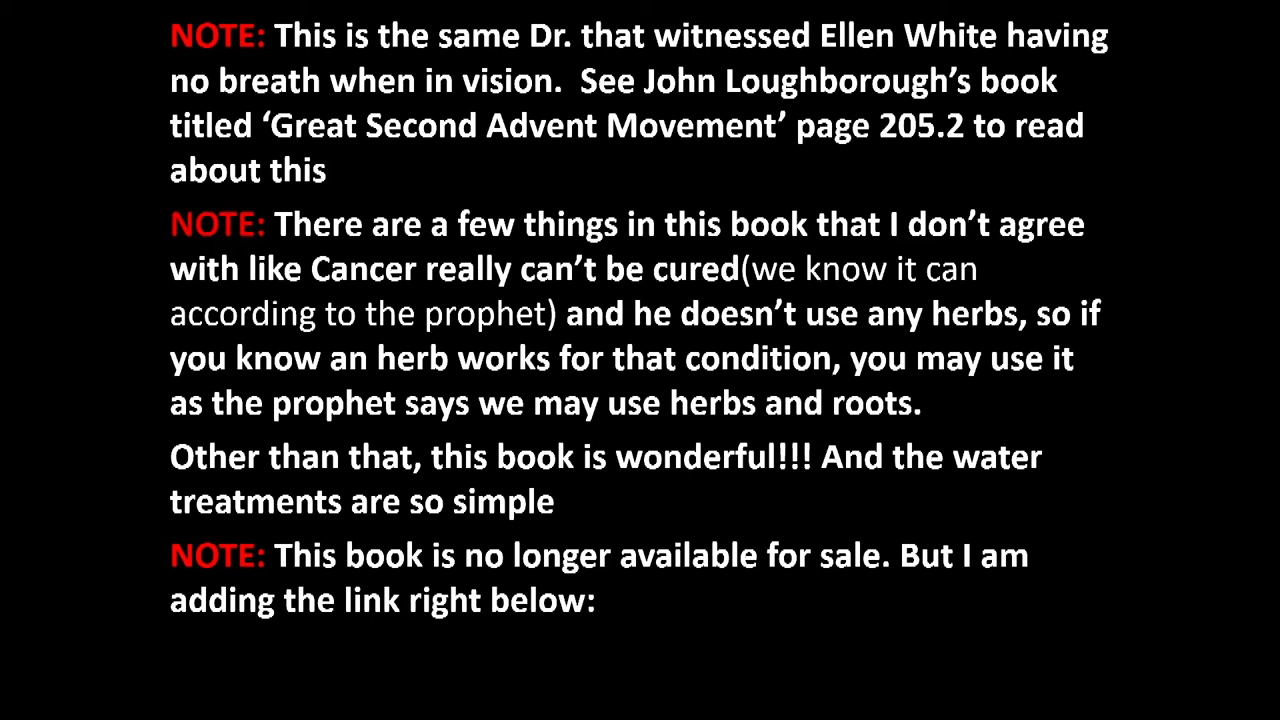 NOTE: This is the same Dr. that witnessed Ellen White having
no breath when in vision.  See John Loughborough’s book
titled ‘Great Second Advent Movement’ page 205.2 to read
about this
NOTE: There are a few things in this book that I don’t agree
with like Cancer really can’t be cured(we know it can
according to the prophet) and he doesn’t use any herbs, so if
you know an herb works for that condition, you may use it
as the prophet says we may use herbs and roots.
Other than that, this book is wonderful!!! And the water
treatments are so simple
NOTE: This book is no longer available for sale. But I am
adding the link right below: